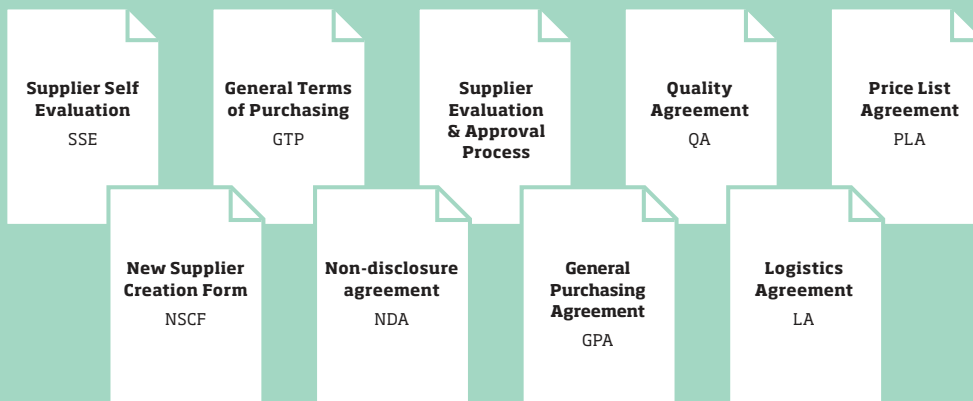 Supplier Self
Evaluation
SSE
General Terms
of Purchasing
GTP
Supplier
Evaluation
& Approval
Process
Quality
Agreement
QA
Price List
Agreement
PLA
New Supplier
Creation Form
NSCF
Non-disclosure
agreement
NDA
General
Purchasing
Agreement
GPA
Logistics
Agreement
LA